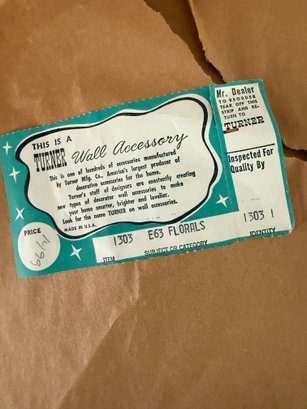 THIS IS A
TURNER Wall Accessory
This is one of hundreds of accessories manufactured
by Turner Mfg. Co., America's largest producer of
decorative accessories for the home.
Turner's staff of designers are constantly creating
new types of decorator wall accessories to make
your home smarter, brighter and lovelier.
Look for the name TURNER on wall accessories.
MADE IN U.S.A.
PRICE
1303 E63 FLORALS
ITEM SUBJECT OR CATEGORY
Mr. Dealer
TO REORDER
TEAR OFF THIS
STRIP AND RE-
TURN TO
TURNER
Inspected For
Quality By
1303 1
IDENTITY